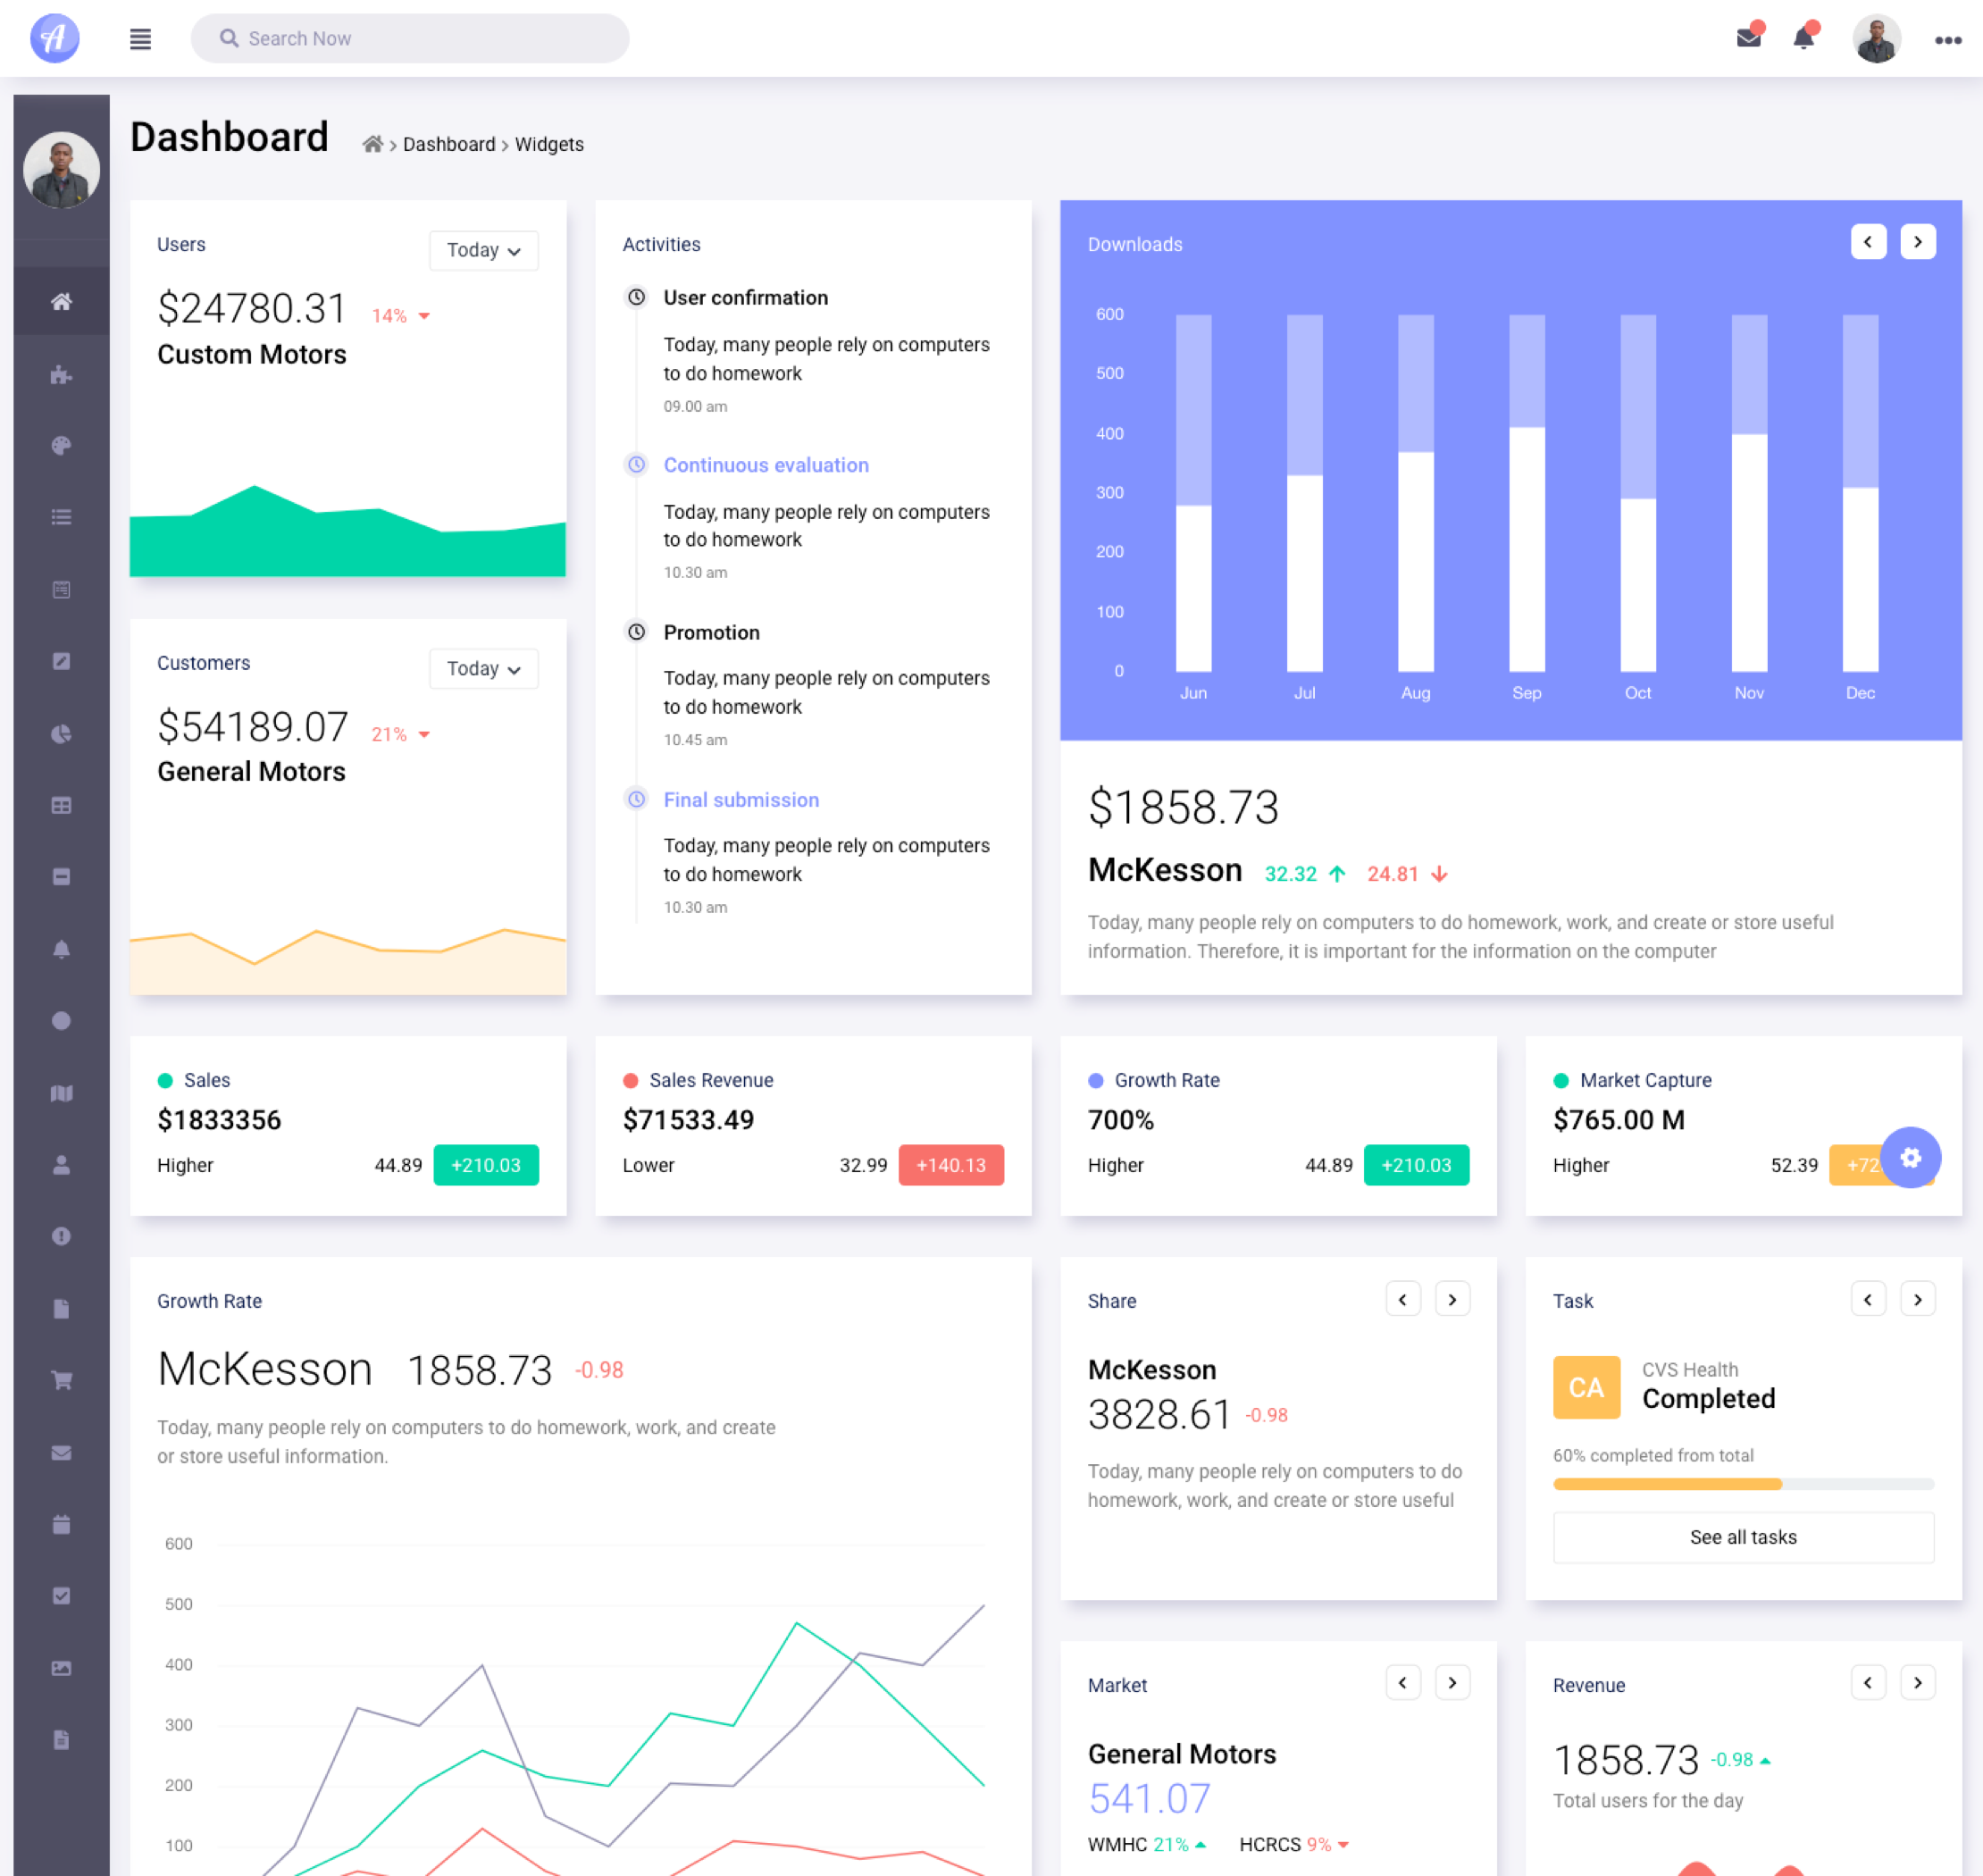 A
Search Now
Dashboard
Dashboard > Widgets
Users
Today
$24780.31 14%
Custom Motors
Customers
Today
$54189.07 21%
General Motors
Activities
User confirmation
Today, many people rely on computers
to do homework
09.00 am
Continuous evaluation
Today, many people rely on computers
to do homework
10.30 am
Promotion
Today, many people rely on computers
to do homework
10.45 am
Final submission
Today, many people rely on computers
to do homework
10.30 am
Downloads
600
500
400
300
200
100
0
Jun Jul Aug Sep Oct Nov Dec
$1858.73
McKesson 32.32 24.81
Today, many people rely on computers to do homework, work, and create or store useful
information. Therefore, it is important for the information on the computer
Sales
$1833356
Higher 44.89 +210.03
Sales Revenue
$71533.49
Lower 32.99 +140.13
Growth Rate
700%
Higher 44.89 +210.03
Market Capture
$765.00 M
Higher 52.39
Growth Rate
McKesson 1858.73 -0.98
Today, many people rely on computers to do homework, work, and create
or store useful information.
600
500
400
300
200
100
Share
McKesson
3828.61 -0.98
Today, many people rely on computers to do
homework, work, and create or store useful
Task
CA
CVS Health
Completed
60% completed from total
See all tasks
Market
General Motors
541.07
WMHC 21% HCRCS 9%
Revenue
1858.73 -0.98
Total users for the day